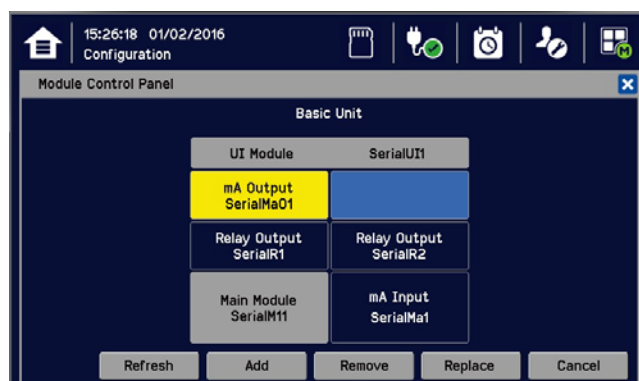 15:26:18 01/02/2016
Configuration
M
Module Control Panel
Basic Unit
UI Module SerialUI1
mA Output
SerialMaO1
Relay Output Relay Output
SerialR1 SerialR2
Main Module mA Input
SerialM11 SerialMa1
Refresh Add Remove Replace Cancel